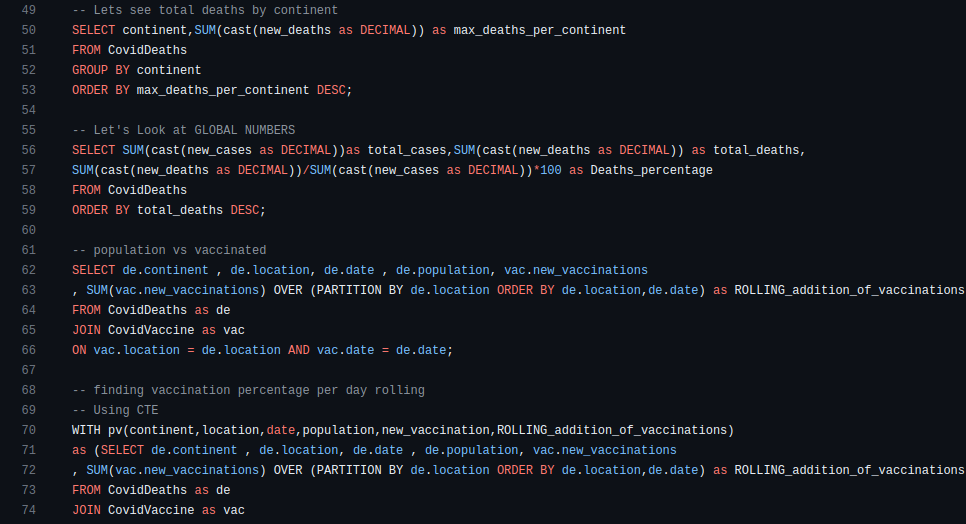 49 -- Lets see total deaths by continent
50 SELECT continent,SUM(cast(new_deaths as DECIMAL)) as max_deaths_per_continent
51 FROM CovidDeaths
52 GROUP BY continent
53 ORDER BY max_deaths_per_continent DESC;
54
55 -- Let's Look at GLOBAL NUMBERS
56 SELECT SUM(cast(new_cases as DECIMAL))as total_cases,SUM(cast(new_deaths as DECIMAL)) as total_deaths,
57 SUM(cast(new_deaths as DECIMAL))/SUM(cast(new_cases as DECIMAL))*100 as Deaths_percentage
58 FROM CovidDeaths
59 ORDER BY total_deaths DESC;
60
61 -- population vs vaccinated
62 SELECT de.continent , de.location, de.date , de.population, vac.new_vaccinations
63 , SUM(vac.new_vaccinations) OVER (PARTITION BY de.location ORDER BY de.location,de.date) as ROLLING_addition_of_vaccinations
64 FROM CovidDeaths as de
65 JOIN CovidVaccine as vac
66 ON vac.location = de.location AND vac.date = de.date;
67
68 -- finding vaccination percentage per day rolling
69 -- Using CTE
70 WITH pv(continent,location,date,population,new_vaccination,ROLLING_addition_of_vaccinations)
71 as (SELECT de.continent , de.location, de.date , de.population, vac.new_vaccinations
72 , SUM(vac.new_vaccinations) OVER (PARTITION BY de.location ORDER BY de.location,de.date) as ROLLING_addition_of_vaccinations
73 FROM CovidDeaths as de
74 JOIN CovidVaccine as vac